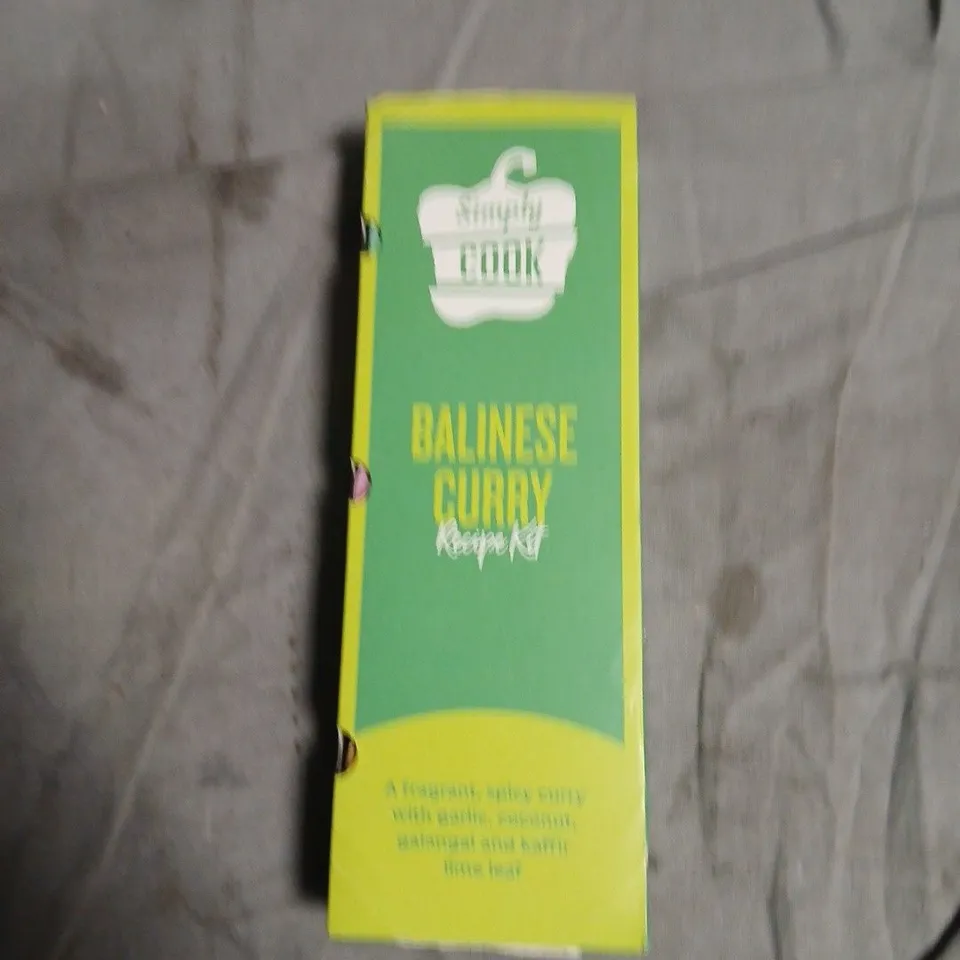 Simply
COOK
BALINESE
CURRY
Recipe Kit
A fragrant, spicy curry
with garlic, coconut,
galangal and kaffir
lime leaf